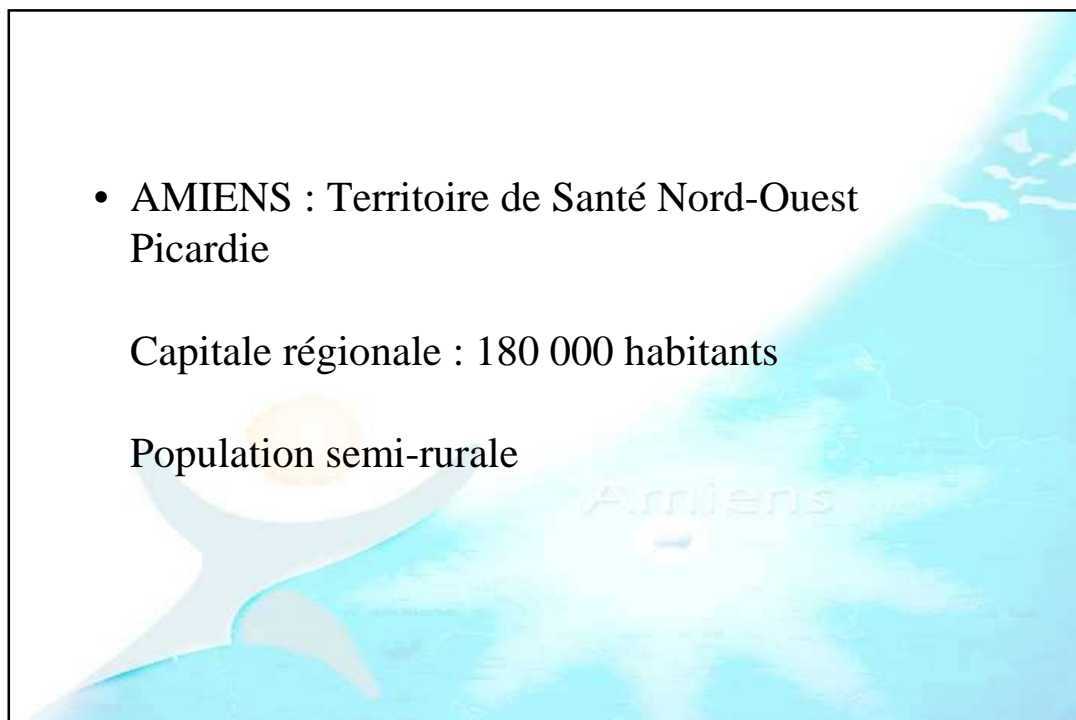 • AMIENS : Territoire de Santé Nord-Ouest
Picardie
Capitale régionale : 180 000 habitants
Population semi-rurale
Amiens